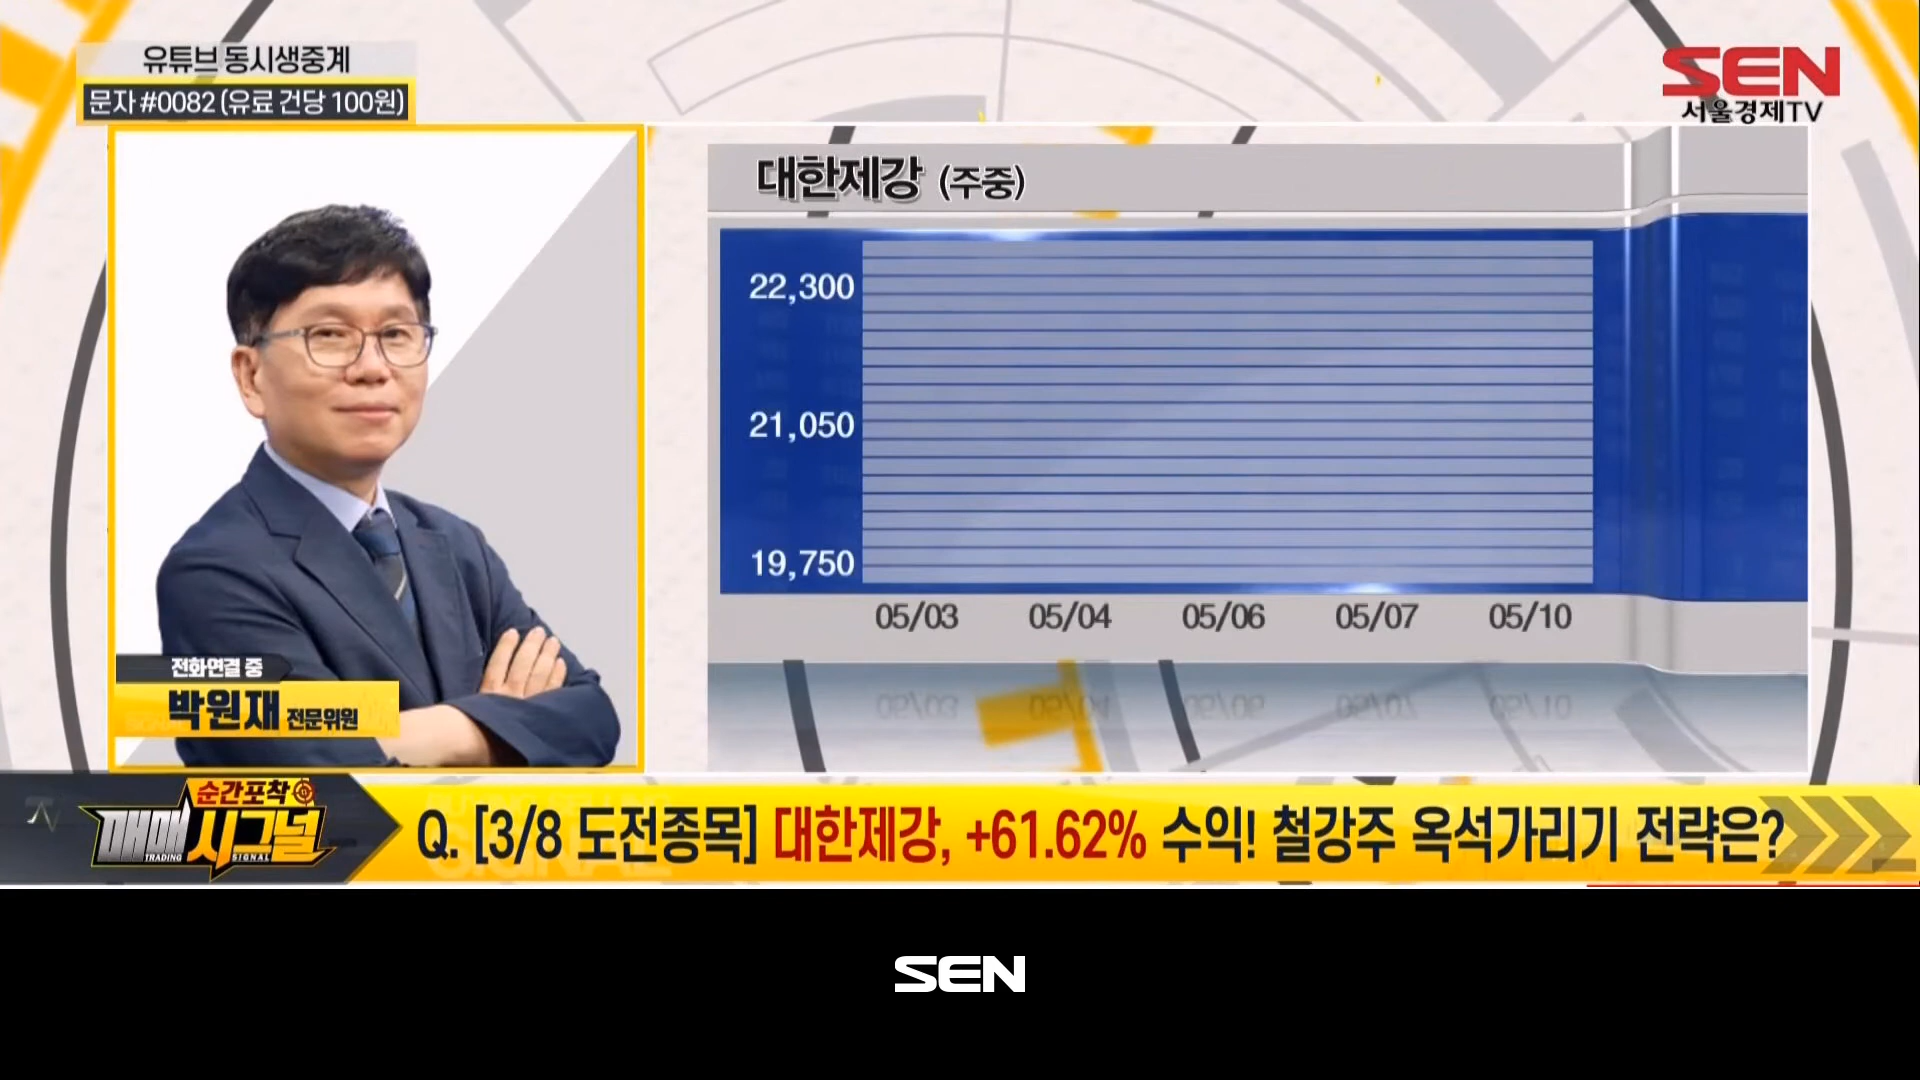 유튜브 동시생중계
문자 #0082 (유료 건당 100원)
SEN
서울경제TV
대한제강 (주중)
22,300
21,050
19,750
05/03 05/04 05/06 05/07 05/10
전화연결 중
박원재 전문위원
순간포착
매매 시그널
TRADING SIGNAL
Q. [3/8 도전종목] 대한제강, +61.62% 수익! 철강주 옥석가리기 전략은?
SEN